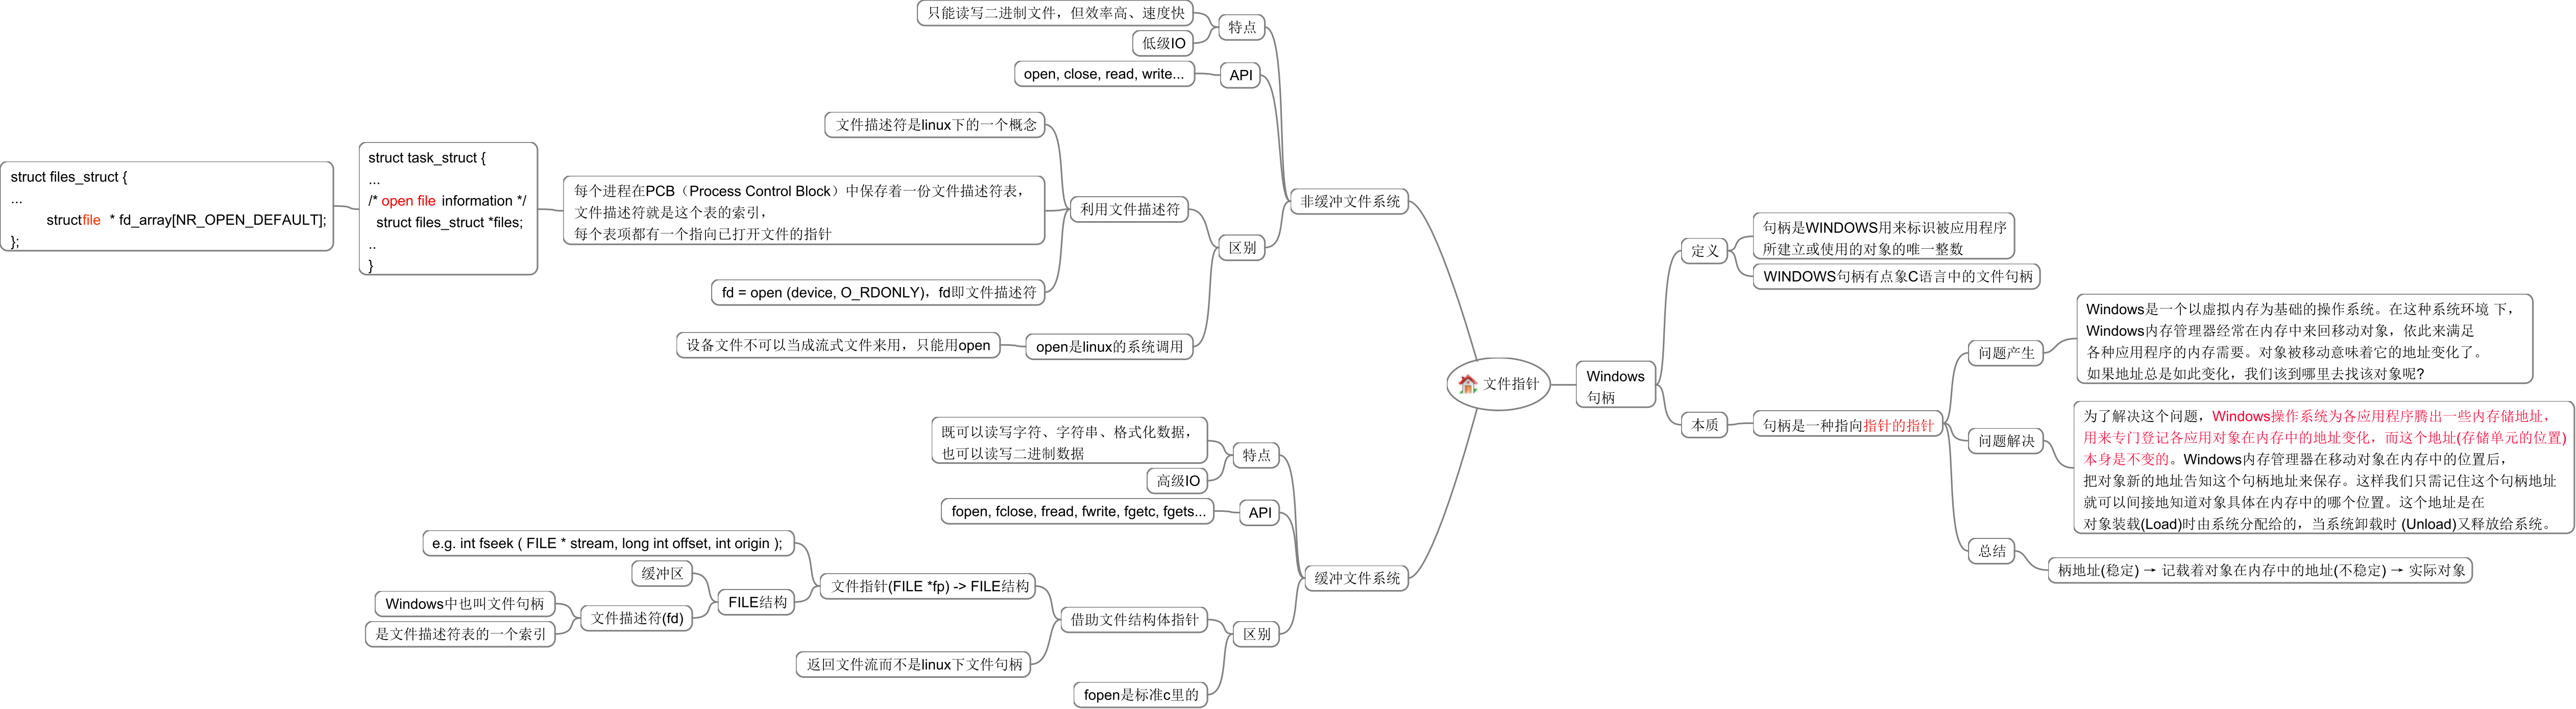 文件指针
非缓冲文件系统
特点
只能读写二进制文件，但效率高、速度快
低级IO
API
open, close, read, write...
区别
利用文件描述符
文件描述符是linux下的一个概念
每个进程在PCB（Process Control Block）中保存着一份文件描述符表，
文件描述符就是这个表的索引，
每个表项都有一个指向已打开文件的指针
struct task_struct {
...
/* open file information */
struct files_struct *files;
..
}
struct files_struct {
...
structfile * fd_array[NR_OPEN_DEFAULT];
};
fd = open (device, O_RDONLY)，fd即文件描述符
open是linux的系统调用
设备文件不可以当成流式文件来用，只能用open
缓冲文件系统
特点
既可以读写字符、字符串、格式化数据，
也可以读写二进制数据
高级IO
API
fopen, fclose, fread, fwrite, fgetc, fgets...
区别
借助文件结构体指针
文件指针(FILE *fp) -> FILE结构
e.g. int fseek ( FILE * stream, long int offset, int origin );
FILE结构
缓冲区
文件描述符(fd)
Windows中也叫文件句柄
是文件描述符表的一个索引
返回文件流而不是linux下文件句柄
fopen是标准c里的
Windows
句柄
定义
句柄是WINDOWS用来标识被应用程序
所建立或使用的对象的唯一整数
WINDOWS句柄有点象C语言中的文件句柄
本质
句柄是一种指向指针的指针
问题产生
Windows是一个以虚拟内存为基础的操作系统。在这种系统环境 下，
Windows内存管理器经常在内存中来回移动对象，依此来满足
各种应用程序的内存需要。对象被移动意味着它的地址变化了。
如果地址总是如此变化，我们该到哪里去找该对象呢?
问题解决
为了解决这个问题，Windows操作系统为各应用程序腾出一些内存储地址，
用来专门登记各应用对象在内存中的地址变化，而这个地址(存储单元的位置)
本身是不变的。Windows内存管理器在移动对象在内存中的位置后，
把对象新的地址告知这个句柄地址来保存。这样我们只需记住这个句柄地址
就可以间接地知道对象具体在内存中的哪个位置。这个地址是在
对象装载(Load)时由系统分配给的，当系统卸载时 (Unload)又释放给系统。
总结
柄地址(稳定) → 记载着对象在内存中的地址(不稳定) → 实际对象